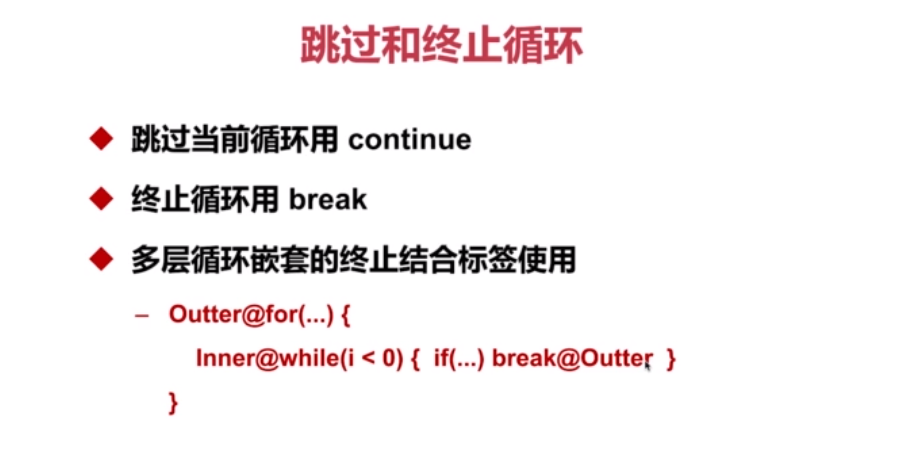 跳过和终止循环
跳过当前循环用 continue
终止循环用 break
多层循环嵌套的终止结合标签使用
– Outter@for(...) {
Inner@while(i < 0) { if(...) break@Outter }
}